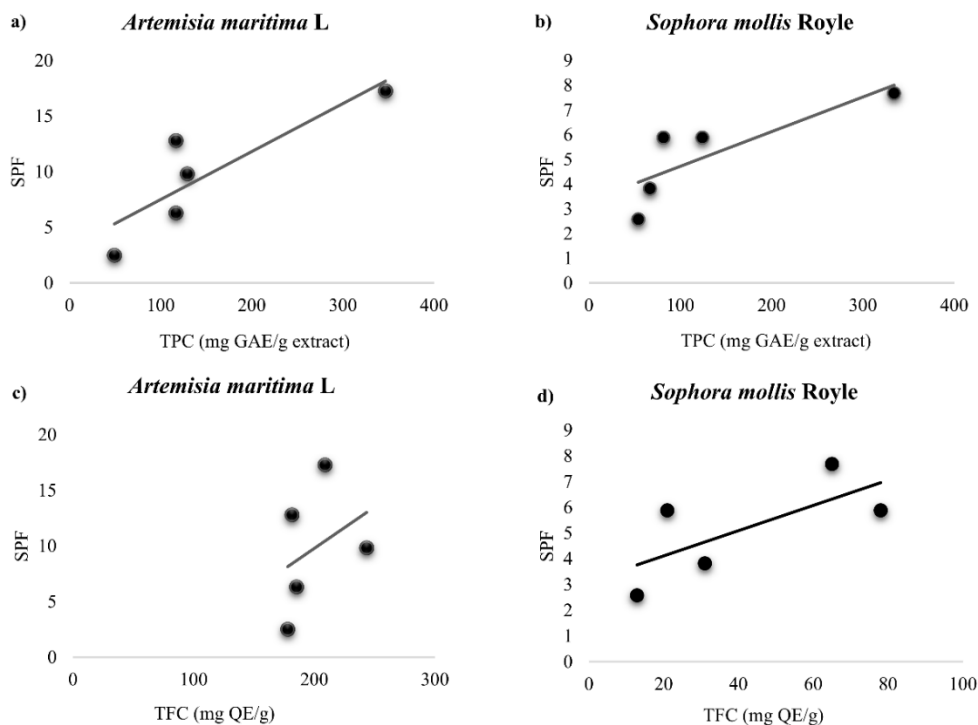 a) Artemisia maritima L
20
15
10
5
0
SPF
0 100 200 300 400
TPC (mg GAE/g extract)
b) Sophora mollis Royle
9
8
7
6
5
4
3
2
1
0
SPF
0 100 200 300 400
TPC (mg GAE/g extract)
c) Artemisia maritima L
20
15
10
5
0
SPF
0 100 200 300
TFC (mg QE/g)
d) Sophora mollis Royle
9
8
7
6
5
4
3
2
1
0
SPF
0 20 40 60 80 100
TFC (mg QE/g)